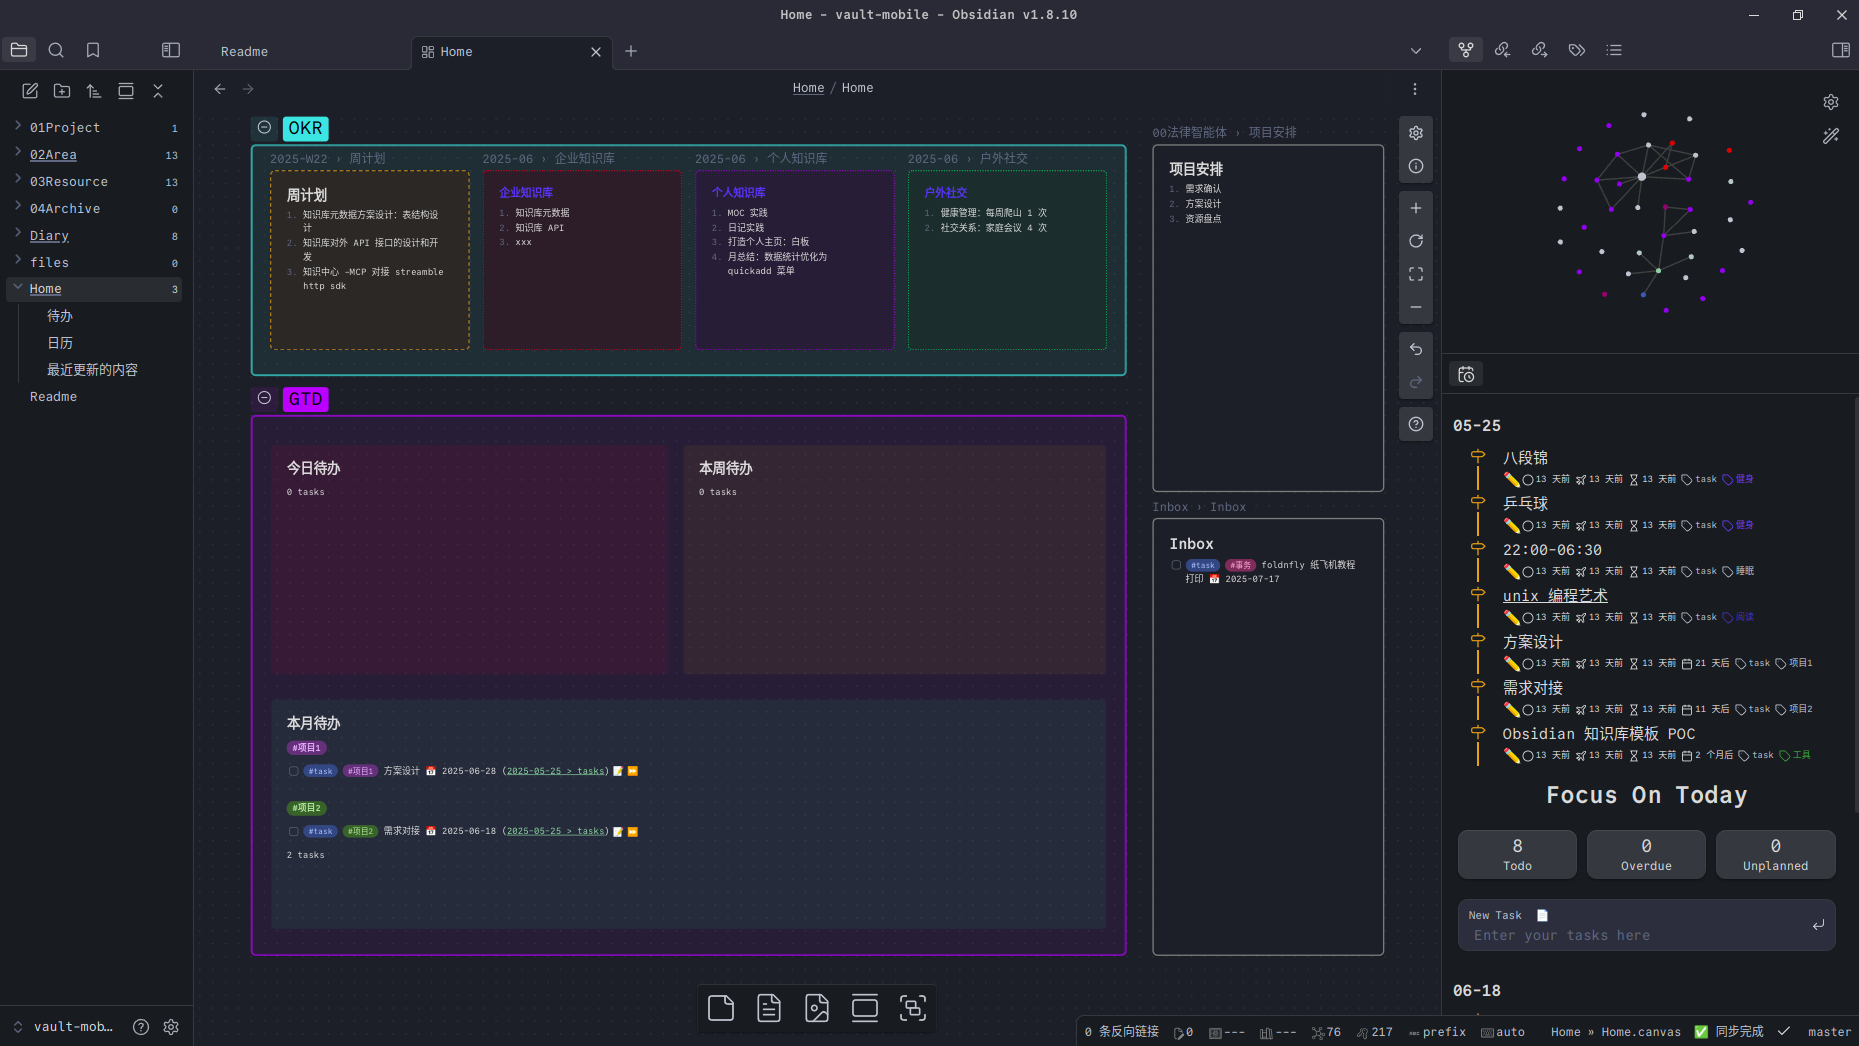 Home - vault-mobile - Obsidian v1.8.10
Readme
Home
01Project 1
02Area 13
03Resource 13
04Archive 0
Diary 8
files 0
Home 3
待办
日历
最近更新的内容
Readme
vault-mob...
Home / Home
OKR
2025-W22 › 周计划
周计划
1. 知识库元数据方案设计: 表结构设
计
2. 知识库对外 API 接口的设计和开
发
3. 知识中心 -MCP 对接 streamble
http sdk
2025-06 › 企业知识库
企业知识库
1. 知识库元数据
2. 知识库 API
3. xxx
2025-06 › 个人知识库
个人知识库
1. MOC 实践
2. 日记实践
3. 打造个人主页: 白板
4. 月总结: 数据统计优化为
quickadd 菜单
2025-06 › 户外社交
户外社交
1. 健康管理: 每周爬山 1 次
2. 社交关系: 家庭会议 4 次
GTD
今日待办
0 tasks
本周待办
0 tasks
本月待办
#项目1
#task #项目1 方案设计 📅 2025-06-28 (2025-05-25 > tasks) 📝 ⏩
#项目2
#task #项目2 需求对接 📅 2025-06-18 (2025-05-25 > tasks) 📝 ⏩
2 tasks
00法律智能体 › 项目安排
项目安排
1. 需求确认
2. 方案设计
3. 资源盘点
Inbox › Inbox
Inbox
#task #事务 foldnfly 纸飞机教程
打印 📅 2025-07-17
05-25
八段锦
13 天前 13 天前 13 天前 task 健身
乒乓球
13 天前 13 天前 13 天前 task 健身
22:00-06:30
13 天前 13 天前 13 天前 task 睡眠
unix 编程艺术
13 天前 13 天前 13 天前 task 阅读
方案设计
13 天前 13 天前 13 天前 21 天后 task 项目1
需求对接
13 天前 13 天前 13 天前 11 天后 task 项目2
Obsidian 知识库模板 POC
13 天前 13 天前 13 天前 2 个月后 task 工具
Focus On Today
8 0 0
Todo Overdue Unplanned
New Task 📄
Enter your tasks here
06-18
0 条反向链接 0 --- --- 76 217 prefix auto Home » Home.canvas ✅ 同步完成 master